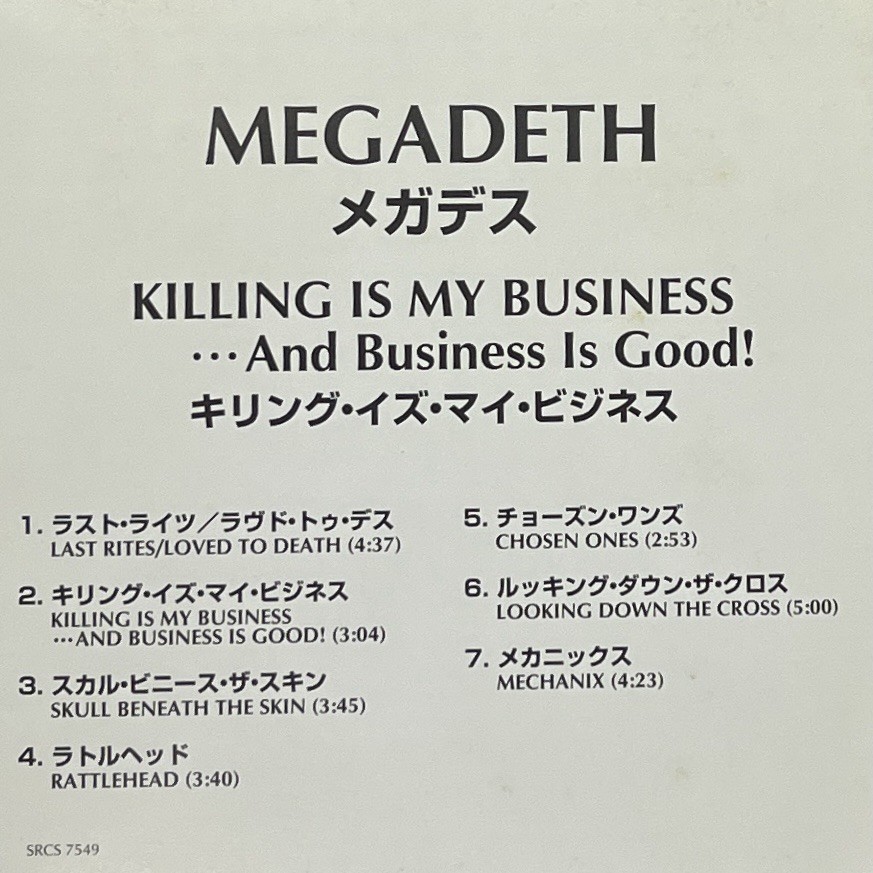 MEGADETH
メガデス
KILLING IS MY BUSINESS
…And Business Is Good!
キリング・イズ・マイ・ビジネス
1. ラスト・ライツ／ラヴド・トゥ・デス
LAST RITES/LOVED TO DEATH (4:37)
2. キリング・イズ・マイ・ビジネス
KILLING IS MY BUSINESS
…AND BUSINESS IS GOOD! (3:04)
3. スカル・ビニース・ザ・スキン
SKULL BENEATH THE SKIN (3:45)
4. ラトルヘッド
RATTLEHEAD (3:40)
5. チョーズン・ワンズ
CHOSEN ONES (2:53)
6. ルッキング・ダウン・ザ・クロス
LOOKING DOWN THE CROSS (5:00)
7. メカニックス
MECHANIX (4:23)
SRCS 7549